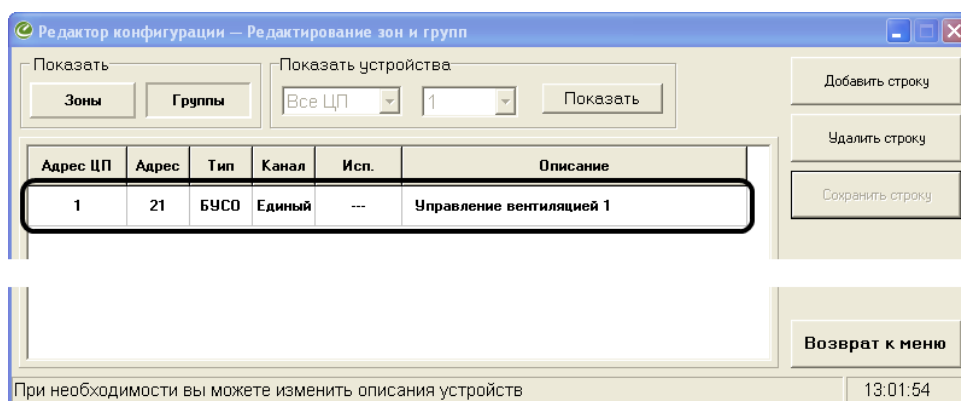 Редактор конфигурации — Редактирование зон и групп
Показать
Показать устройства
Зоны
Группы
Все ЦП
1
Показать
Добавить строку
Удалить строку
Сохранить строку
Адрес ЦП Адрес Тип Канал Исп. Описание
1 21 БУСО Единый --- Управление вентиляцией 1
Возврат к меню
При необходимости вы можете изменить описания устройств
13:01:54